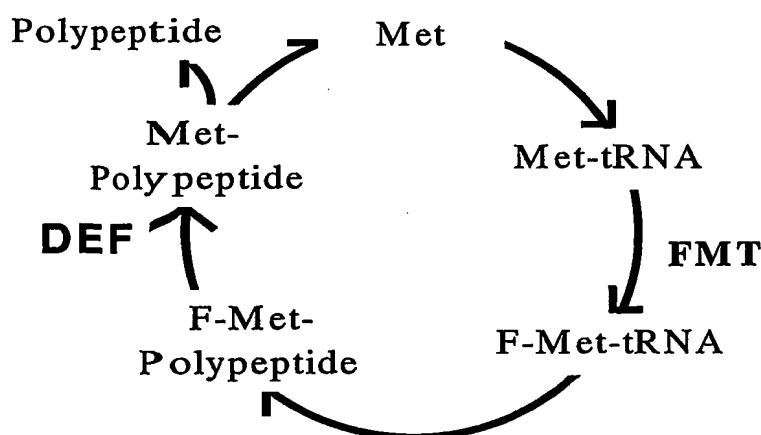 Polypeptide
Met
Met-
Polypeptide
Met-tRNA
DEF
FMT
F-Met-
Polypeptide
F-Met-tRNA